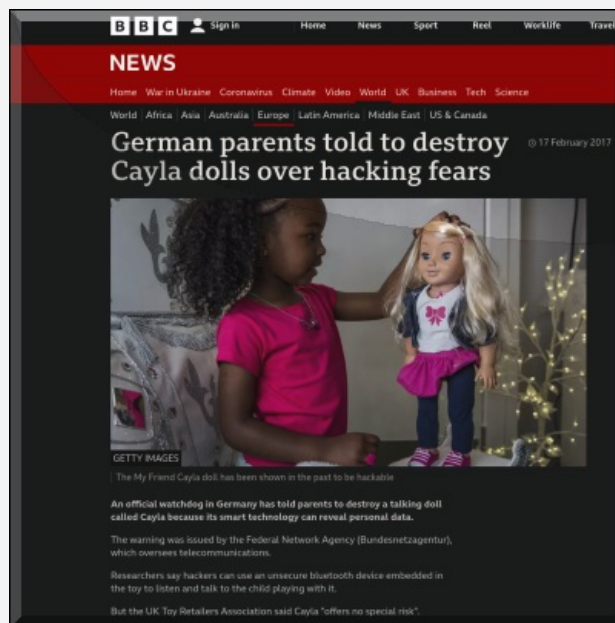 BBC Sign in Home News Sport Reel Worklife Travel
NEWS
Home War in Ukraine Coronavirus Climate Video World UK Business Tech Science
World Africa Asia Australia Europe Latin America Middle East US & Canada
German parents told to destroy
Cayla dolls over hacking fears
17 February 2017
GETTY IMAGES
The My Friend Cayla doll has been shown in the past to be hackable
An official watchdog in Germany has told parents to destroy a talking doll
called Cayla because its smart technology can reveal personal data.
The warning was issued by the Federal Network Agency (Bundesnetzagentur),
which oversees telecommunications.
Researchers say hackers can use an unsecure bluetooth device embedded in
the toy to listen and talk to the child playing with it.
But the UK Toy Retailers Association said Cayla "offers no special risk".